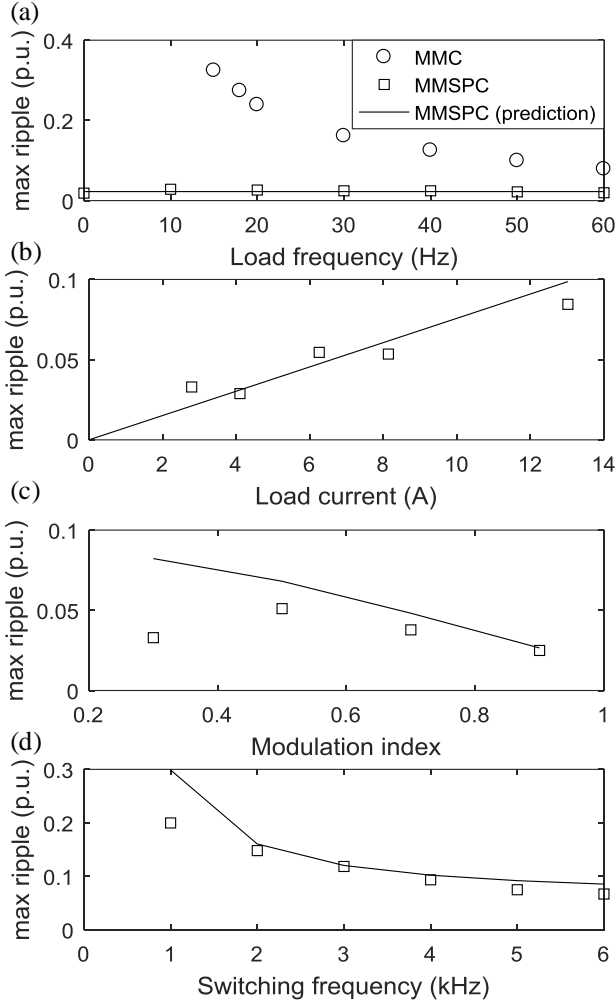 (a)
max ripple (p.u.)
0.4
0.2
0
MMC
MMSPC
MMSPC (prediction)
0 10 20 30 40 50 60
Load frequency (Hz)
(b)
max ripple (p.u.)
0.1
0.05
0
0 2 4 6 8 10 12 14
Load current (A)
(c)
max ripple (p.u.)
0.1
0.05
0
0.2 0.4 0.6 0.8 1
Modulation index
(d)
max ripple (p.u.)
0.3
0.2
0.1
0
0 1 2 3 4 5 6
Switching frequency (kHz)